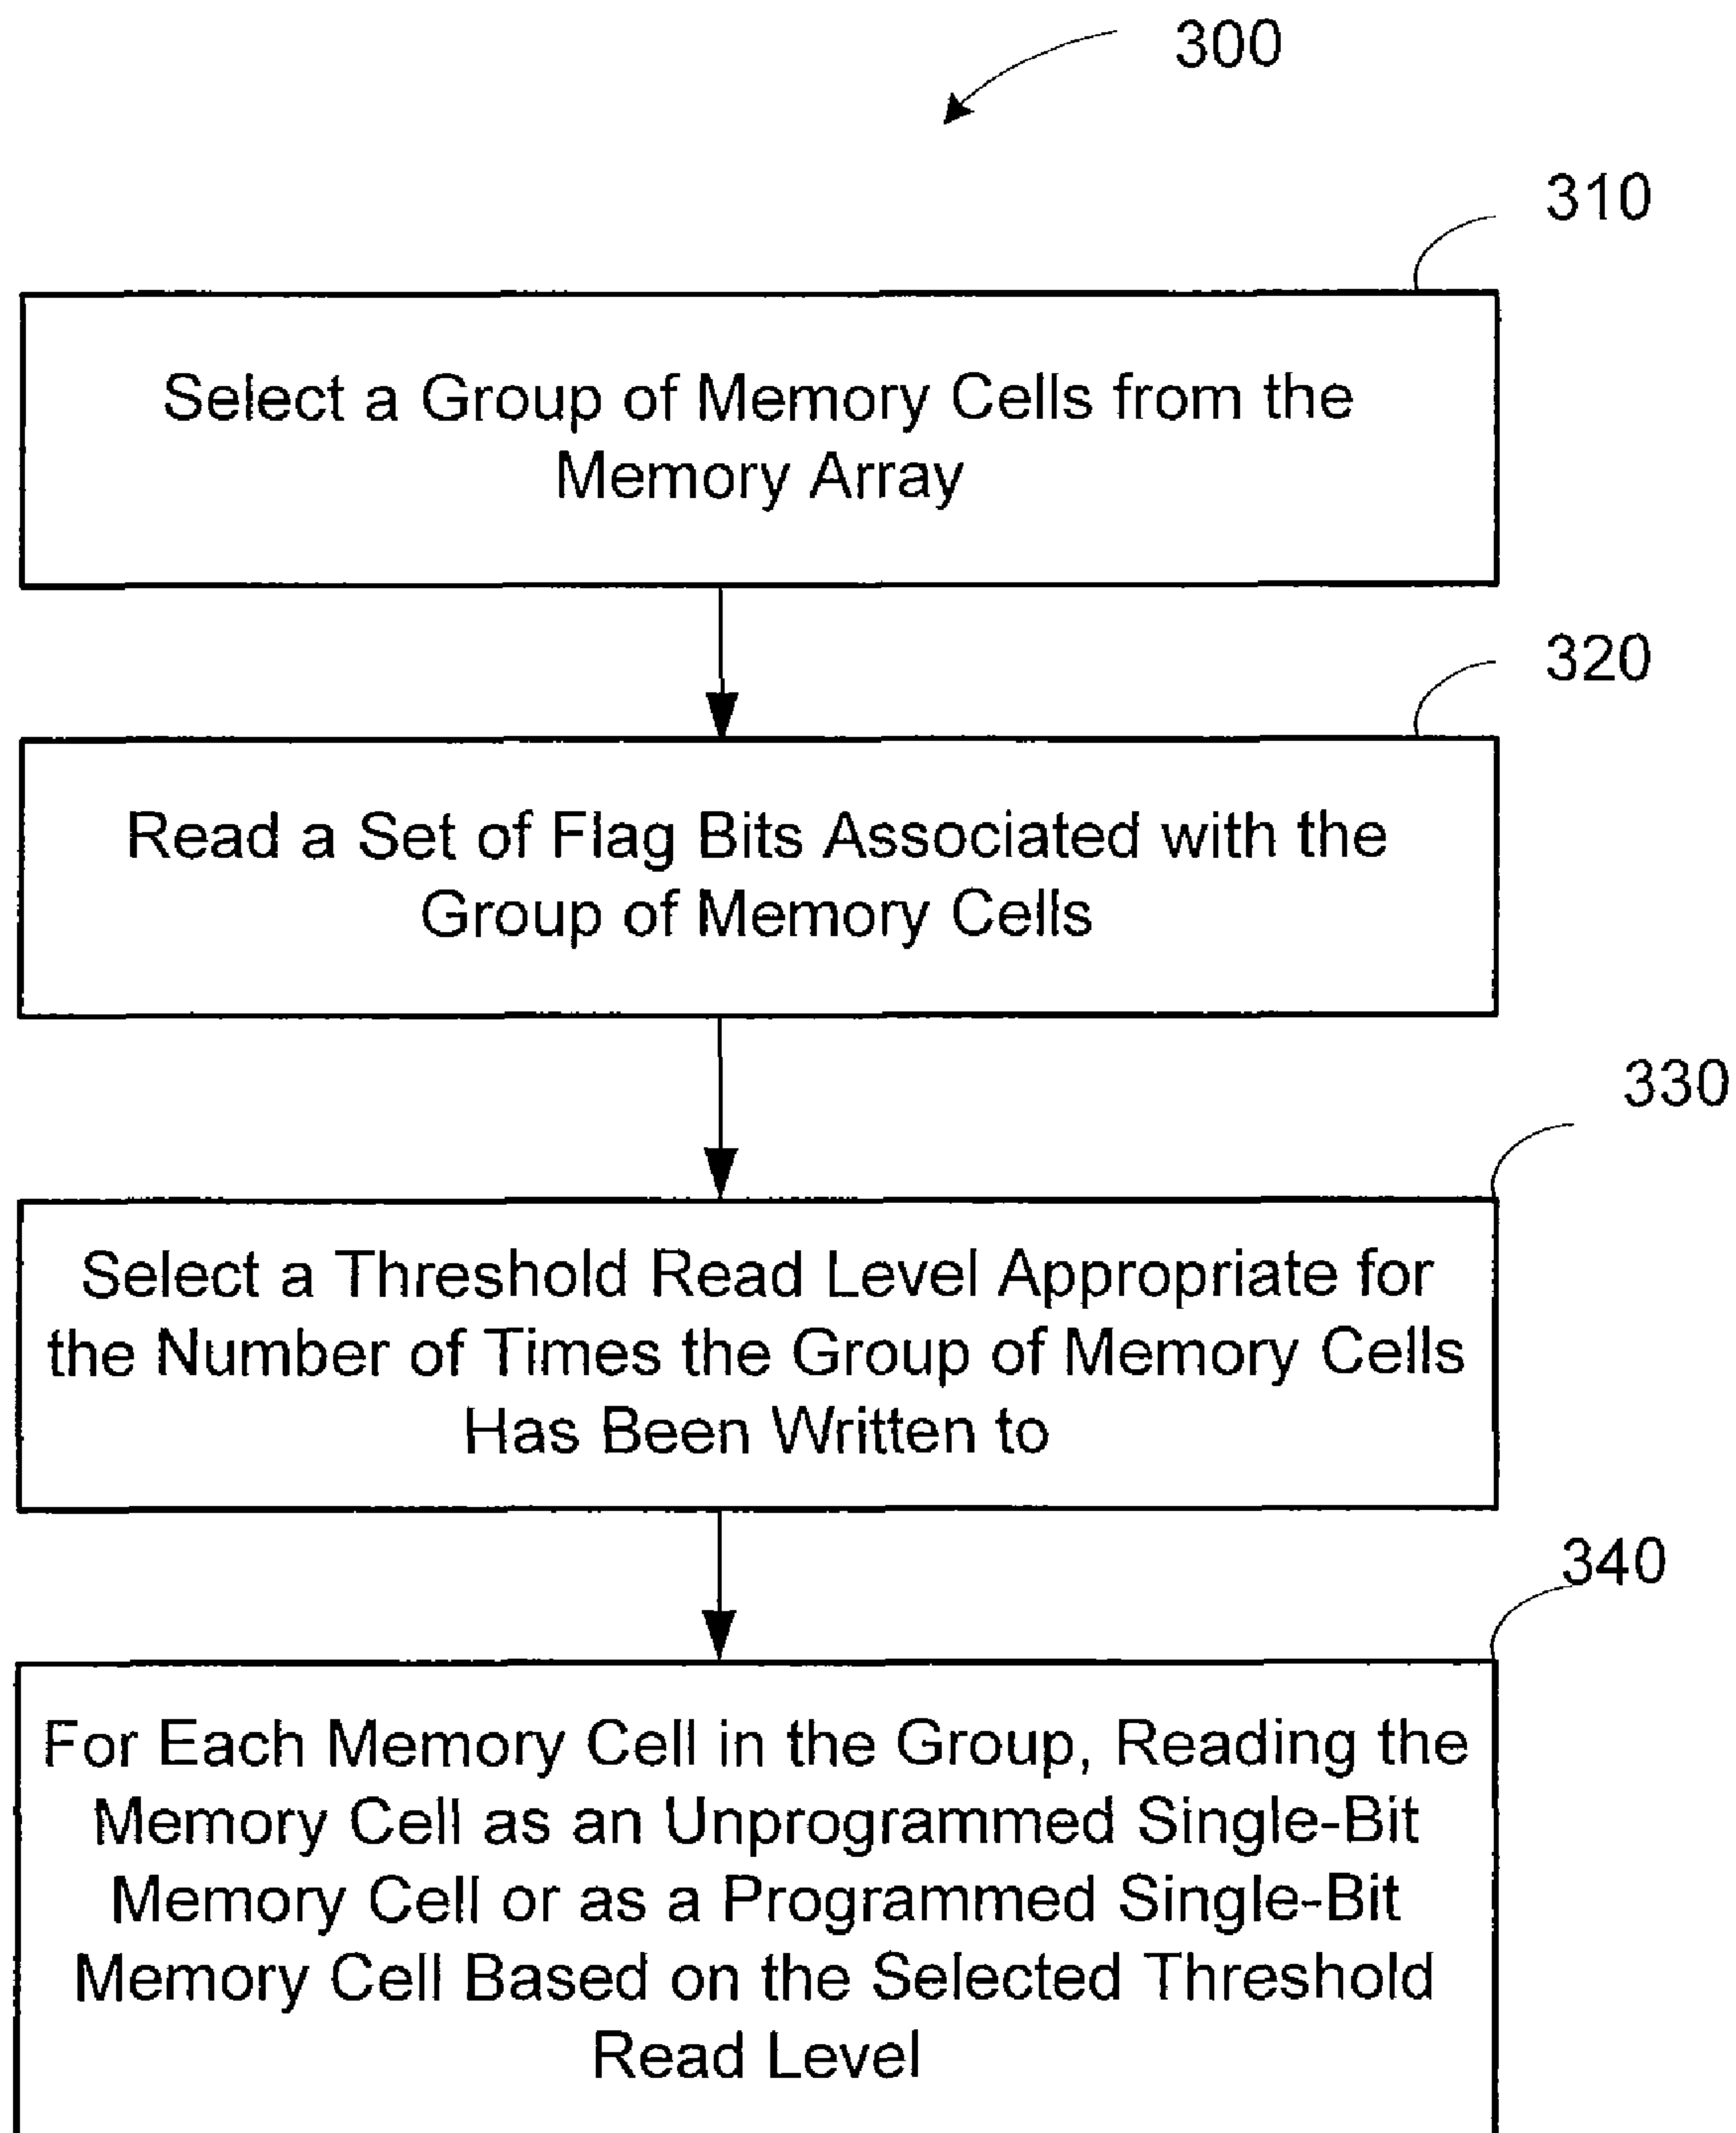 300
310
Select a Group of Memory Cells from the
Memory Array
320
Read a Set of Flag Bits Associated with the
Group of Memory Cells
330
Select a Threshold Read Level Appropriate for
the Number of Times the Group of Memory Cells
Has Been Written to
340
For Each Memory Cell in the Group, Reading the
Memory Cell as an Unprogrammed Single-Bit
Memory Cell or as a Programmed Single-Bit
Memory Cell Based on the Selected Threshold
Read Level